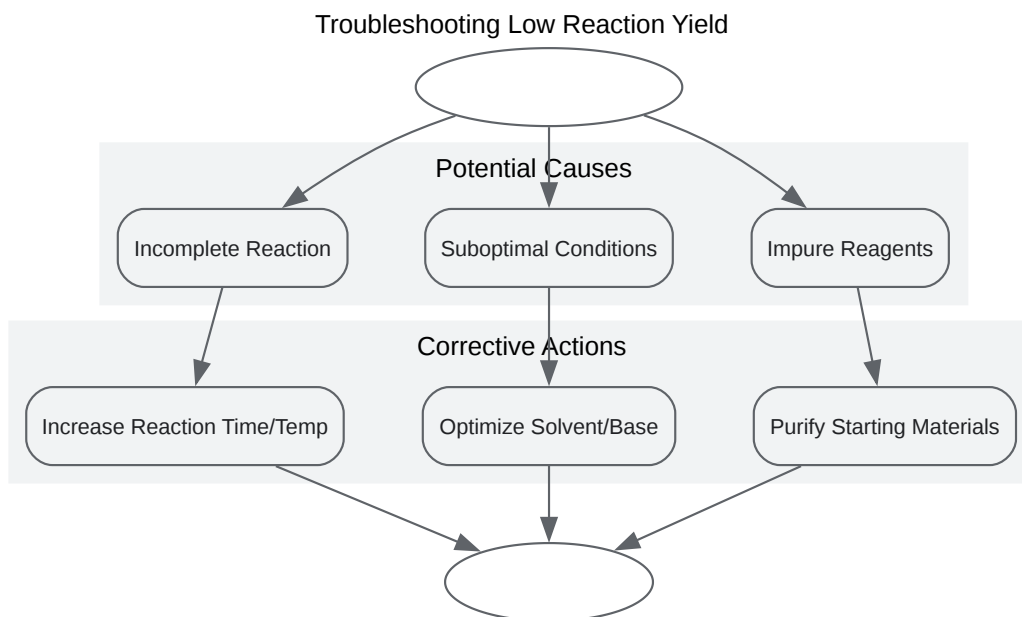 Troubleshooting Low Reaction Yield
Potential Causes
Incomplete Reaction
Suboptimal Conditions
Impure Reagents
Corrective Actions
Increase Reaction Time/Temp
Optimize Solvent/Base
Purify Starting Materials